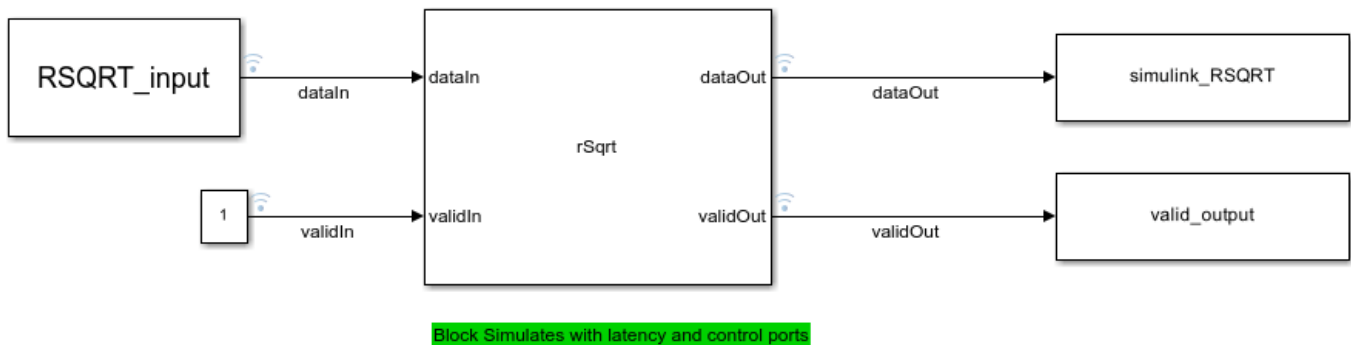 RSQRT_input
dataIn
dataIn
dataOut
dataOut
simulink_RSQRT
rSqrt
1
validIn
validIn
validOut
validOut
valid_output
Block Simulates with latency and control ports